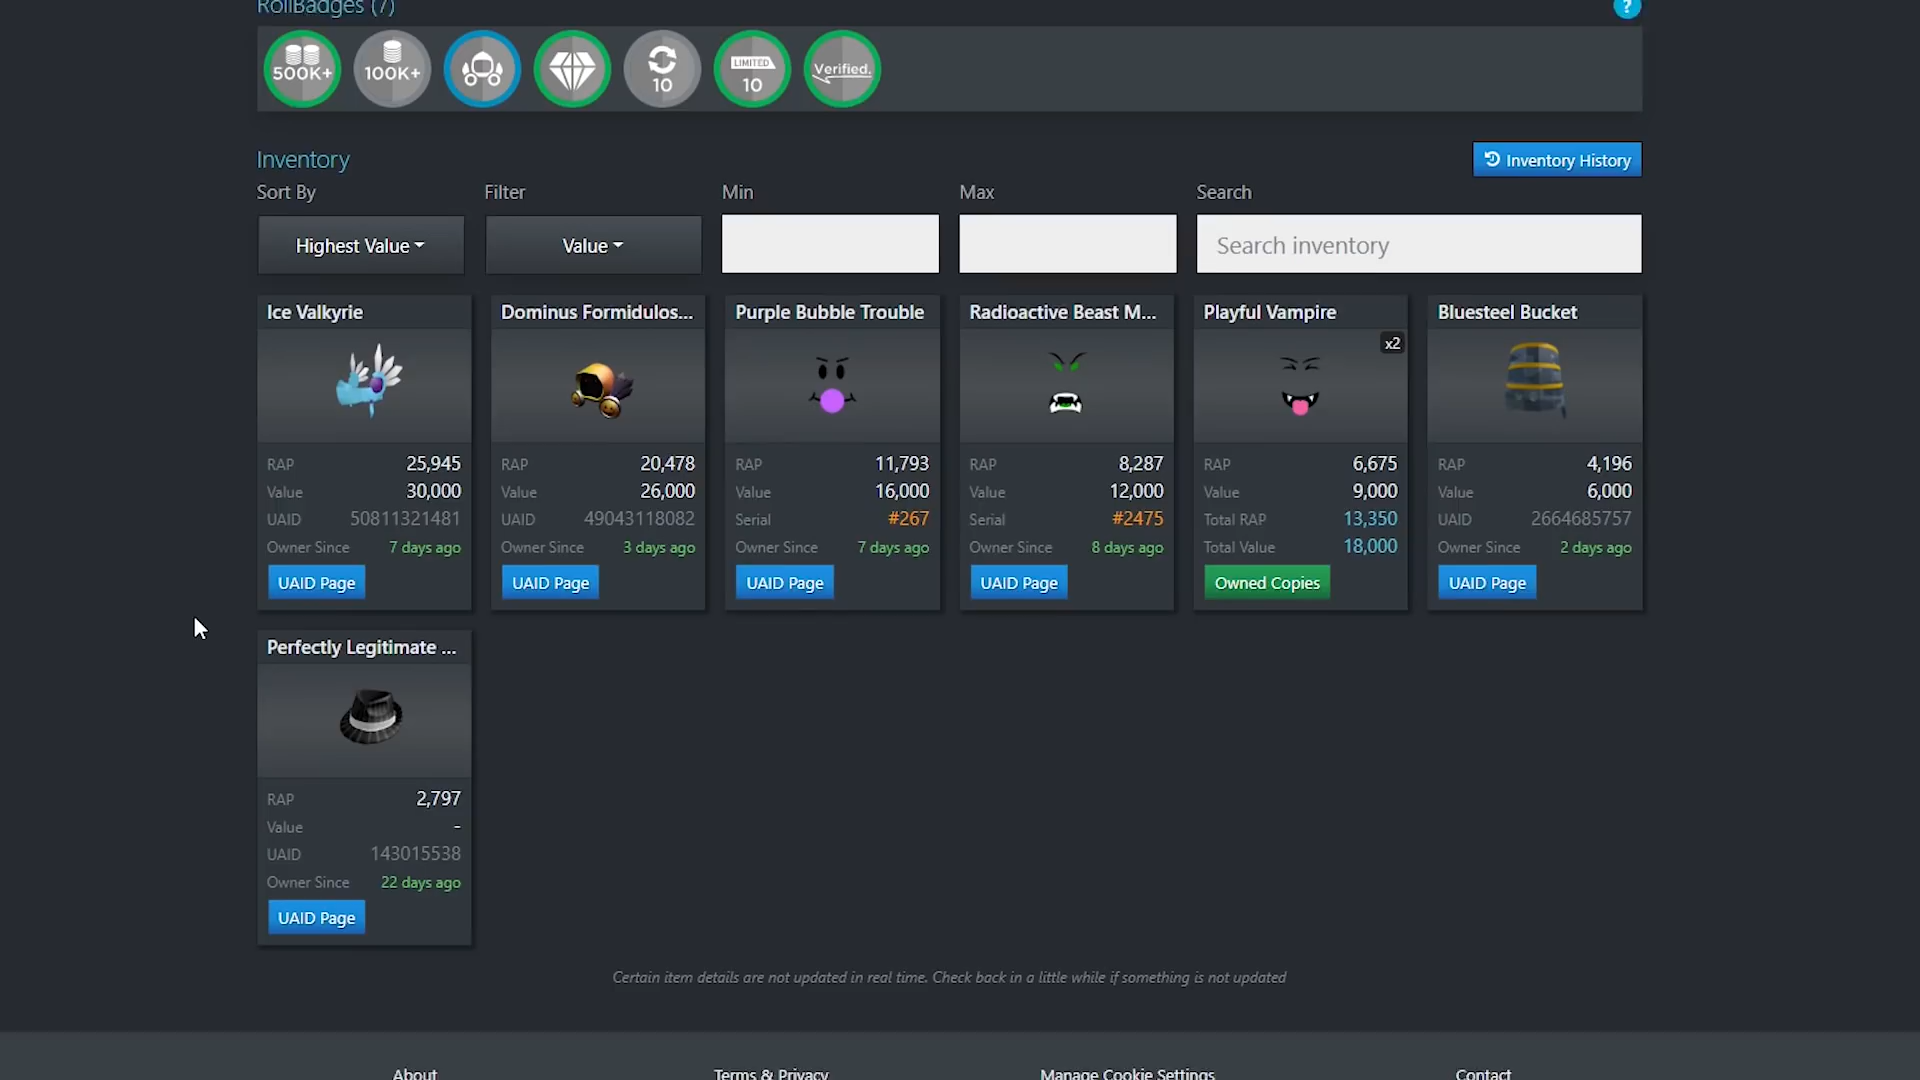 RoliBadges (7)
?
500K+
100K+
10
LIMITED
10
Verified.
Inventory
Inventory History
Sort By
Filter
Min
Max
Search
Highest Value
Value
Search inventory
Ice Valkyrie
RAP 25,945
Value 30,000
UAID 50811321481
Owner Since 7 days ago
UAID Page
Dominus Formidulos...
RAP 20,478
Value 26,000
UAID 49043118082
Owner Since 3 days ago
UAID Page
Purple Bubble Trouble
RAP 11,793
Value 16,000
Serial #267
Owner Since 7 days ago
UAID Page
Radioactive Beast M...
RAP 8,287
Value 12,000
Serial #2475
Owner Since 8 days ago
UAID Page
Playful Vampire
x2
RAP 6,675
Value 9,000
Total RAP 13,350
Total Value 18,000
Owned Copies
Bluesteel Bucket
RAP 4,196
Value 6,000
UAID 2664685757
Owner Since 2 days ago
UAID Page
Perfectly Legitimate ...
RAP 2,797
Value -
UAID 143015538
Owner Since 22 days ago
UAID Page
Certain item details are not updated in real time. Check back in a little while if something is not updated
About
Terms & Privacy
Manage Cookie Settings
Contact